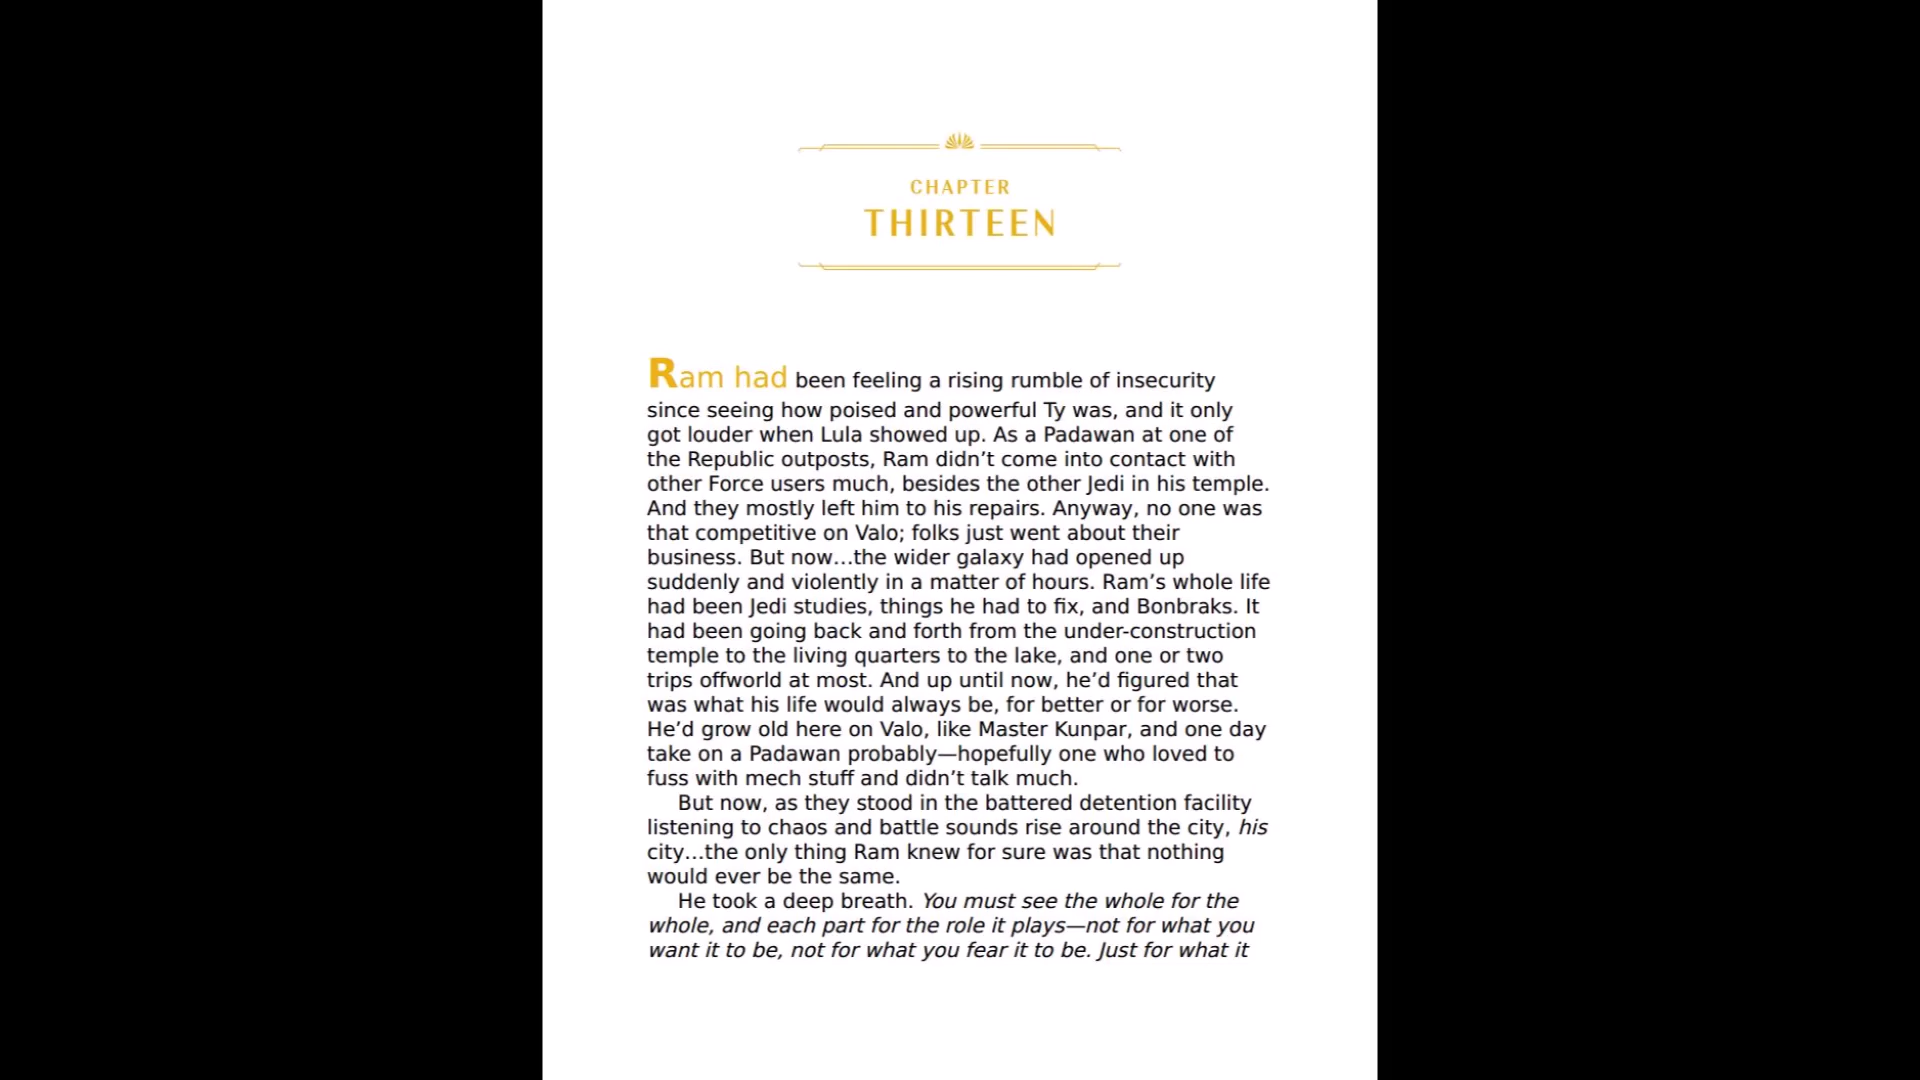 CHAPTER
THIRTEEN
Ram had been feeling a rising rumble of insecurity
since seeing how poised and powerful Ty was, and it only
got louder when Lula showed up. As a Padawan at one of
the Republic outposts, Ram didn’t come into contact with
other Force users much, besides the other Jedi in his temple.
And they mostly left him to his repairs. Anyway, no one was
that competitive on Valo; folks just went about their
business. But now…the wider galaxy had opened up
suddenly and violently in a matter of hours. Ram’s whole life
had been Jedi studies, things he had to fix, and Bonbraks. It
had been going back and forth from the under-construction
temple to the living quarters to the lake, and one or two
trips offworld at most. And up until now, he’d figured that
was what his life would always be, for better or for worse.
He’d grow old here on Valo, like Master Kunpar, and one day
take on a Padawan probably—hopefully one who loved to
fuss with mech stuff and didn’t talk much.
But now, as they stood in the battered detention facility
listening to chaos and battle sounds rise around the city, his
city…the only thing Ram knew for sure was that nothing
would ever be the same.
He took a deep breath. You must see the whole for the
whole, and each part for the role it plays—not for what you
want it to be, not for what you fear it to be. Just for what it